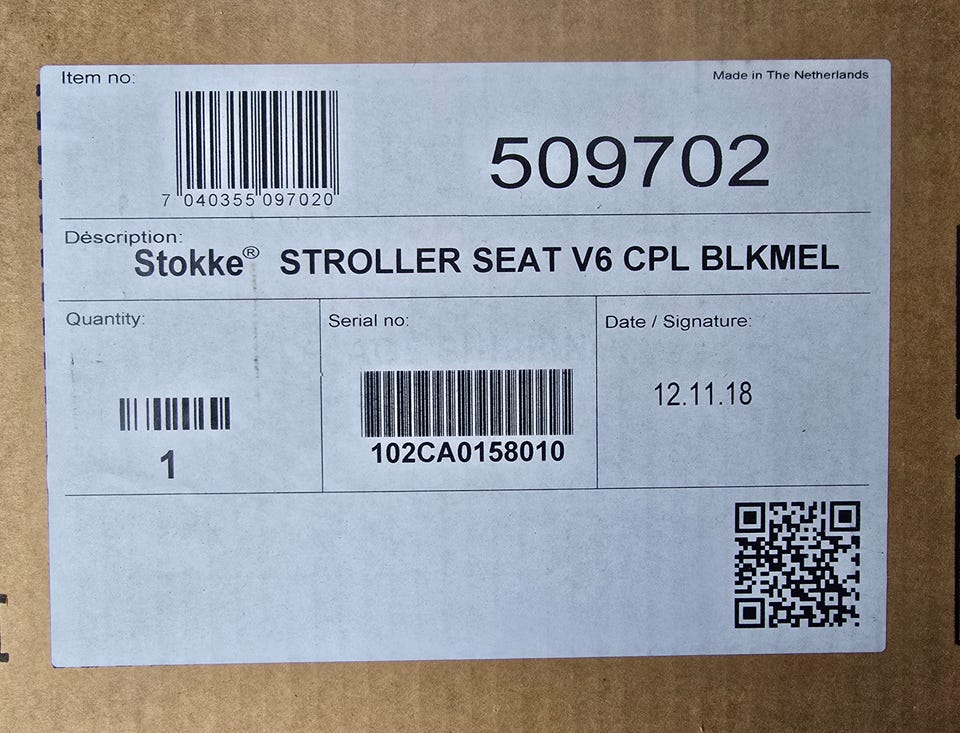 Item no:
Made in The Netherlands
7 040355 097020
509702
Description:
Stokke® STROLLER SEAT V6 CPL BLKMEL
Quantity:
Serial no:
Date / Signature:
12.11.18
1
102CA0158010